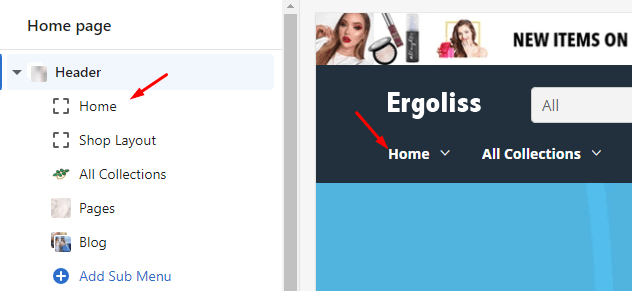 Home page
Header
Home
Shop Layout
All Collections
Pages
Blog
Add Sub Menu
NEW ITEMS ON
Ergoliss
All
Home
All Collections